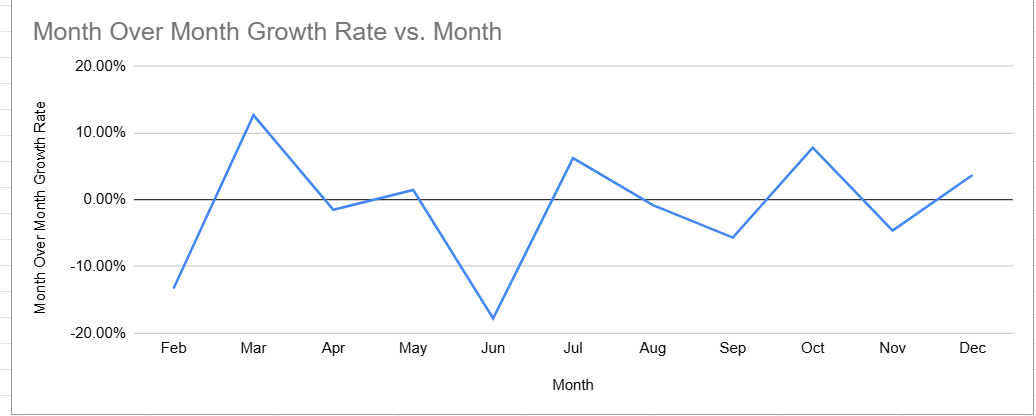 Month Over Month Growth Rate vs. Month
20.00%
10.00%
0.00%
-10.00%
-20.00%
Month Over Month Growth Rate
Feb Mar Apr May Jun Jul Aug Sep Oct Nov Dec
Month